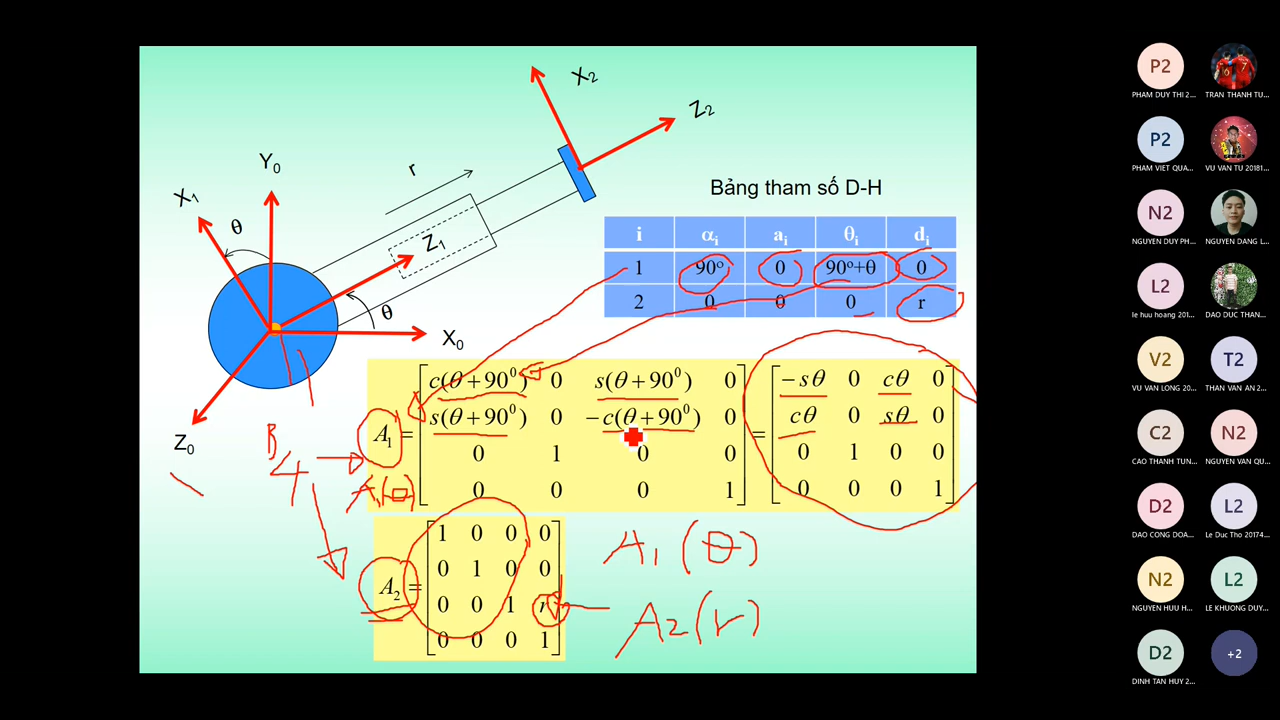 X₂
Z₂
Y₀
r
X₁
θ
Z₁
θ
X₀
Z₀
Bảng tham số D-H
i αᵢ aᵢ θᵢ dᵢ
1 90° 0 90°+θ 0
2 0 0 0 r
A₁ = [c(θ+90⁰) 0 s(θ+90⁰) 0] = [-sθ 0 cθ 0]
s(θ+90⁰) 0 -c(θ+90⁰) 0 cθ 0 sθ 0
0 1 0 0 0 1 0 0
0 0 0 1 0 0 0 1
B4
A₂ = [1 0 0 0]
0 1 0 0
0 0 1 r
0 0 0 1
A₁(θ)
A₂(r)
P2
PHAM DUY THI 2...
TRAN THANH TU...
P2
PHAM VIET QUA...
VU VAN TU 20181...
N2
NGUYEN DUY PH...
NGUYEN DANG L...
L2
le huu hoang 201...
DAO DUC THAN...
V2
VU VAN LONG 20...
T2
THAN VAN AN 2...
C2
CAO THANH TUN...
N2
NGUYEN VAN QU...
D2
DAO CONG DOA...
L2
Le Duc Tho 20174...
N2
NGUYEN HUU H...
L2
LE KHUONG DUY...
D2
DINH TAN HUY 2...
+2